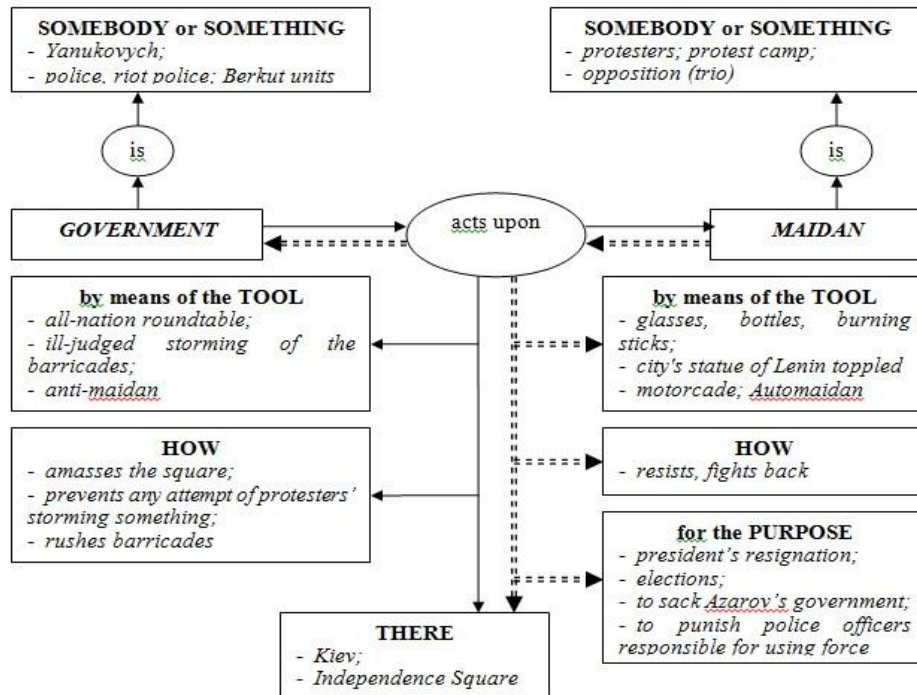 SOMEBODY or SOMETHING
- Yanukovych;
- police, riot police; Berkut units
SOMEBODY or SOMETHING
- protesters; protest camp;
- opposition (trio)
is
is
GOVERNMENT
acts upon
MAIDAN
by means of the TOOL
- all-nation roundtable;
- ill-judged storming of the
barricades;
- anti-maidan
by means of the TOOL
- glasses, bottles, burning
sticks;
- city's statue of Lenin toppled
- motorcade; Automaidan
HOW
- amasses the square;
- prevents any attempt of protesters'
storming something;
- rushes barricades
HOW
- resists, fights back
for the PURPOSE
- president's resignation;
- elections;
- to sack Azarov's government;
- to punish police officers
responsible for using force
THERE
- Kiev;
- Independence Square